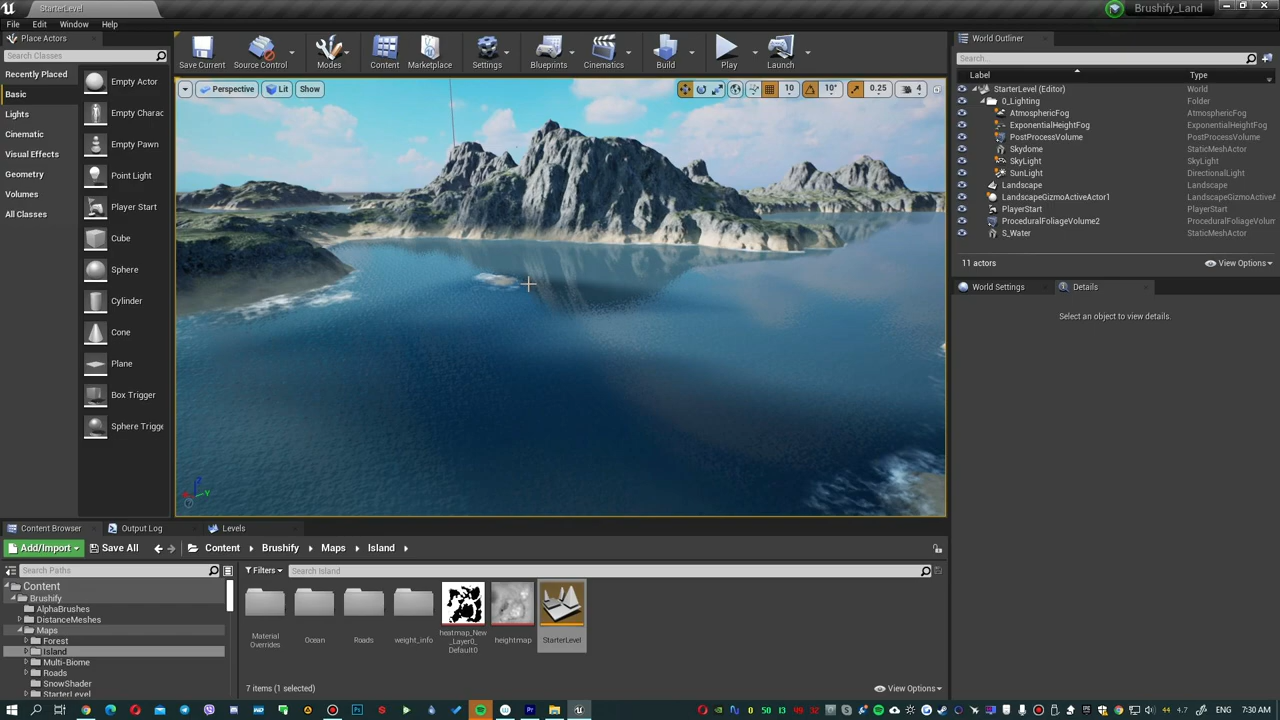 StarterLevel
Brushify_Land
File Edit Window Help
Place Actors
Search Classes
Recently Placed
Basic
Lights
Cinematic
Visual Effects
Geometry
Volumes
All Classes
Empty Actor
Empty Charac
Empty Pawn
Point Light
Player Start
Cube
Sphere
Cylinder
Cone
Plane
Box Trigger
Sphere Trigge
Save Current Source Control Modes Content Marketplace Settings Blueprints Cinematics Build Play Launch
Perspective Lit Show
10 10° 0.25 4
World Outliner
Search...
Label Type
StarterLevel (Editor) World
0_Lighting Folder
AtmosphericFog AtmosphericFog
ExponentialHeightFog ExponentialHeightFog
PostProcessVolume PostProcessVolume
Skydome StaticMeshActor
SkyLight SkyLight
SunLight DirectionalLight
Landscape Landscape
LandscapeGizmoActiveActor1 LandscapeGizmoActiveA
PlayerStart PlayerStart
ProceduralFoliageVolume2 ProceduralFoliageVolum
S_Water StaticMeshActor
11 actors View Options
World Settings Details
Select an object to view details.
Z
Y
Content Browser Output Log Levels
Add/Import Save All Content Brushify Maps Island
Search Paths
Filters Search Island
Content
Brushify
AlphaBrushes
DistanceMeshes
Maps
Forest
Island
Multi-Biome
Roads
SnowShader
StarterLevel
Material Overrides
Ocean
Roads
weight_info
heatmap_New
_Layer0_
Default0
heightmap
StarterLevel
7 items (1 selected) View Options
ENG 7:30 AM